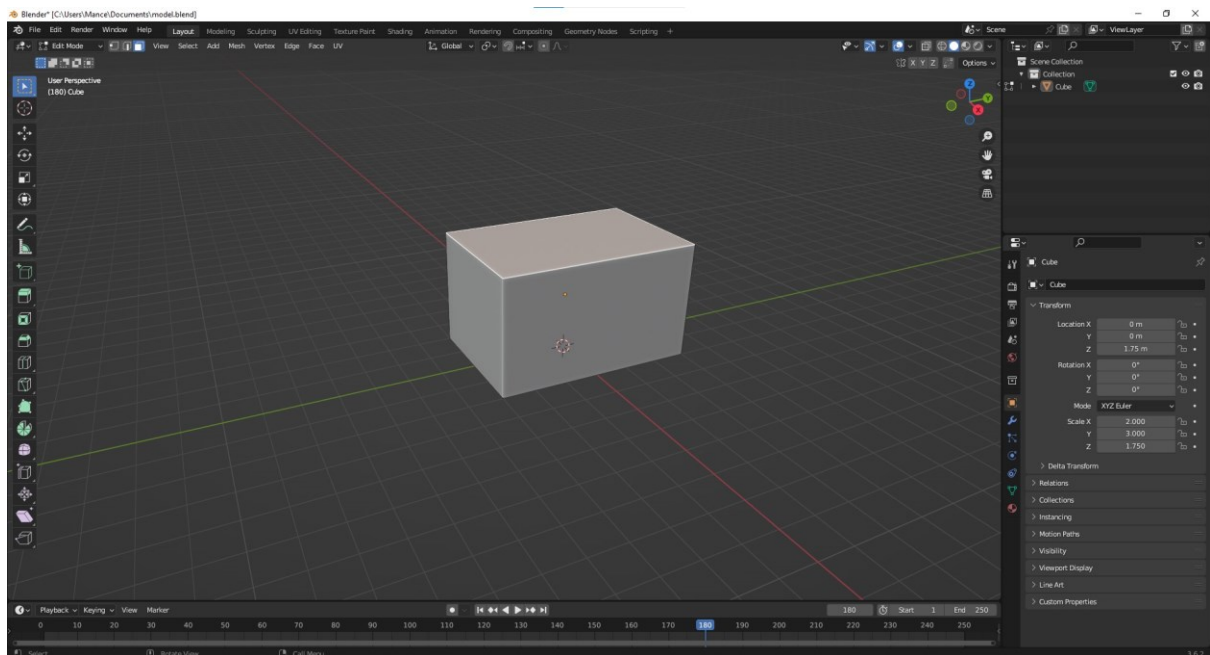 Blender* [C:\Users\Mance\Documents\model.blend]
File Edit Render Window Help Layout Modeling Sculpting UV Editing Texture Paint Shading Animation Rendering Compositing Geometry Nodes Scripting + Scene ViewLayer
Edit Mode View Select Add Mesh Vertex Edge Face UV Global
X Y Z Options
User Perspective
(180) Cube
Z
Y
X
Scene Collection
Collection
Cube
Cube
Cube
Transform
Location X 0 m
Y 0 m
Z 1.75 m
Rotation X 0°
Y 0°
Z 0°
Mode XYZ Euler
Scale X 2.000
Y 3.000
Z 1.750
Delta Transform
Relations
Collections
Instancing
Motion Paths
Visibility
Viewport Display
Line Art
Custom Properties
Playback Keying View Marker 180 Start 1 End 250
0 10 20 30 40 50 60 70 80 90 100 110 120 130 140 150 160 170 180 190 200 210 220 230 240 250
Select Rotate View Call Menu 3.6.2